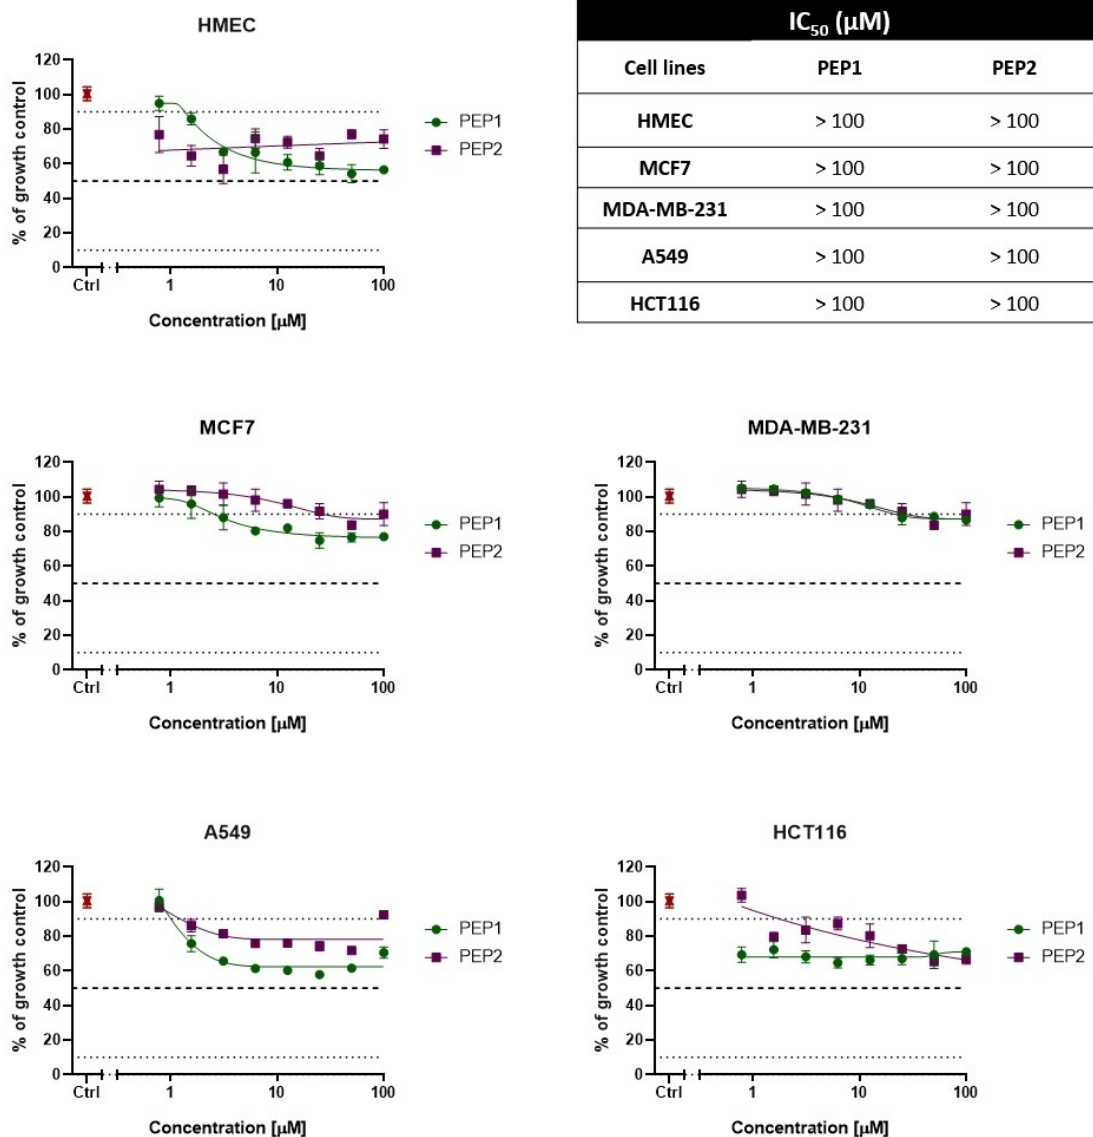 HMEC
120
100
80
60
40
20
0
% of growth control
Ctrl 1 10 100
Concentration [µM]
PEP1
PEP2
IC50 (µM)
Cell lines PEP1 PEP2
HMEC > 100 > 100
MCF7 > 100 > 100
MDA-MB-231 > 100 > 100
A549 > 100 > 100
HCT116 > 100 > 100
MCF7
120
100
80
60
40
20
0
% of growth control
Ctrl 1 10 100
Concentration [µM]
PEP1
PEP2
MDA-MB-231
120
100
80
60
40
20
0
% of growth control
Ctrl 1 10 100
Concentration [µM]
PEP1
PEP2
A549
120
100
80
60
40
20
0
% of growth control
Ctrl 1 10 100
Concentration [µM]
PEP1
PEP2
HCT116
120
100
80
60
40
20
0
% of growth control
Ctrl 1 10 100
Concentration [µM]
PEP1
PEP2